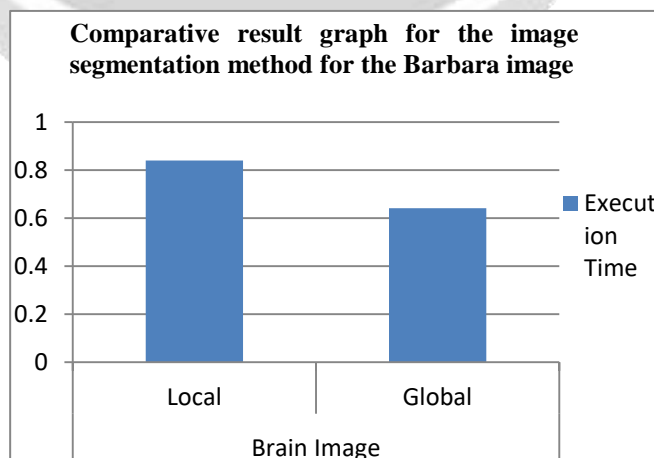 Comparative result graph for the image
segmentation method for the Barbara image
1
0.8
0.6
0.4
0.2
0
Local
Global
Brain Image
Execut
ion
Time